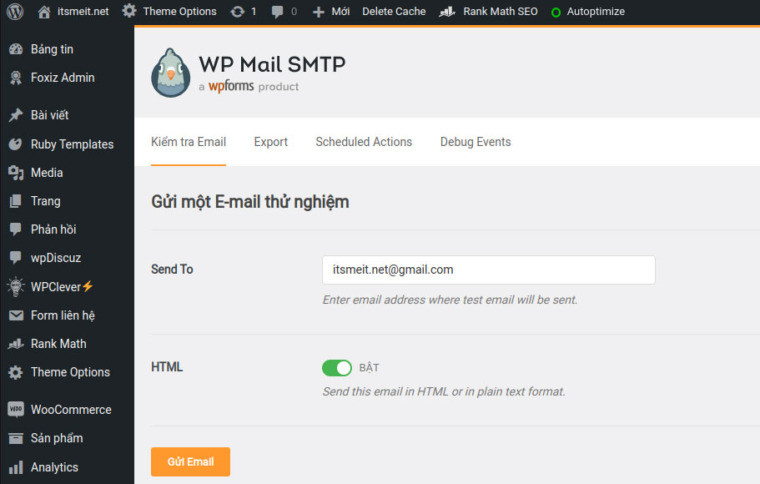 itsmeit.net Theme Options 1 0 Mới Delete Cache Rank Math SEO Autoptimize
Bảng tin
Foxiz Admin
Bài viết
Ruby Templates
Media
Trang
Phản hồi
wpDiscuz
WPClever⚡
Form liên hệ
Rank Math
Theme Options
WooCommerce
Sản phẩm
Analytics
WP Mail SMTP
a wpforms product
Kiểm tra Email Export Scheduled Actions Debug Events
Gửi một E-mail thử nghiệm
Send To itsmeit.net@gmail.com
Enter email address where test email will be sent.
HTML BẬT
Send this email in HTML or in plain text format.
Gửi Email